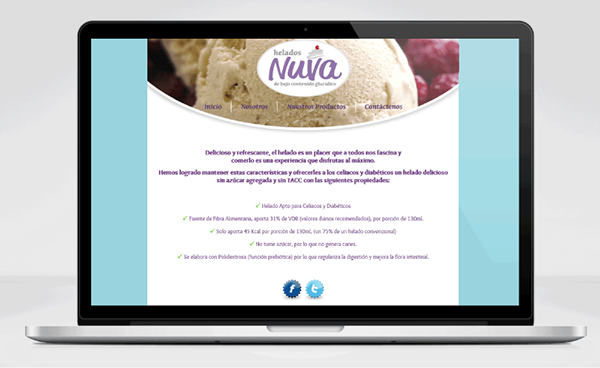 helados
Nuva
de bajo contenido glucídico
Inicio Nosotros Nuestros Productos Contáctenos
Delicioso y refrescante, el helado es un placer que a todos nos fascina y
comerlo es una experiencia que disfrutas al máximo.
Hemos logrado mantener estas características y ofrecerles a los celíacos y diabéticos un helado delicioso
sin azúcar agregada y sin TACC con las siguientes propiedades:
✓ Helado Apto para Celíacos y Diabéticos
✓ Fuente de Fibra Alimentaria, aporta 31% de VDR (valores diarios recomendados), por porción de 130ml.
✓ Solo aporta 45 Kcal por porción de 130ml, (un 75% de un helado convencional)
✓ No tiene azúcar, por lo que no genera caries.
✓ Se elabora con Polidextrosa (función prebiótica) por lo que regulariza la digestión y mejora la flora intestinal.
f t